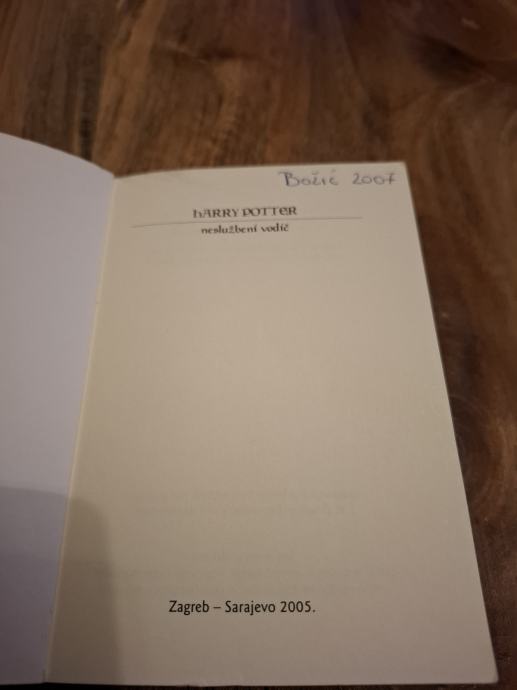 Božić 2007
HARRY POTTER
neslužbeni vodič
Zagreb – Sarajevo 2005.